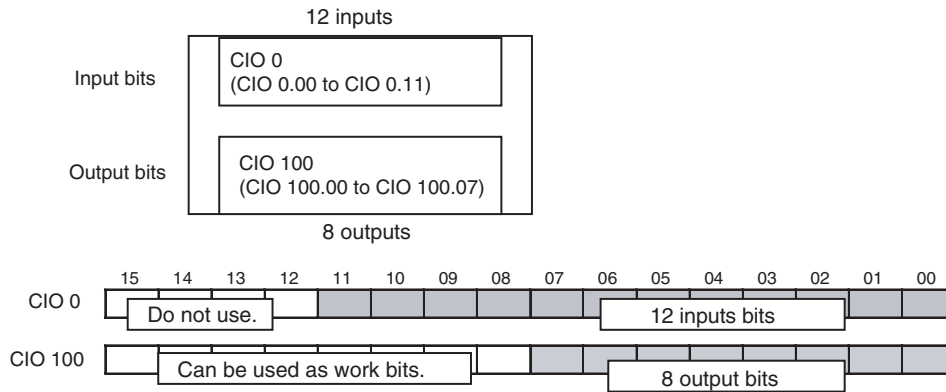 12 inputs
Input bits
CIO 0
(CIO 0.00 to CIO 0.11)
Output bits
CIO 100
(CIO 100.00 to CIO 100.07)
8 outputs
15 14 13 12 11 10 09 08 07 06 05 04 03 02 01 00
CIO 0
Do not use.
12 inputs bits
CIO 100
Can be used as work bits.
8 output bits